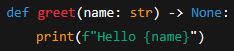 def greet(name: str) -> None:
    print(f"Hello {name}")